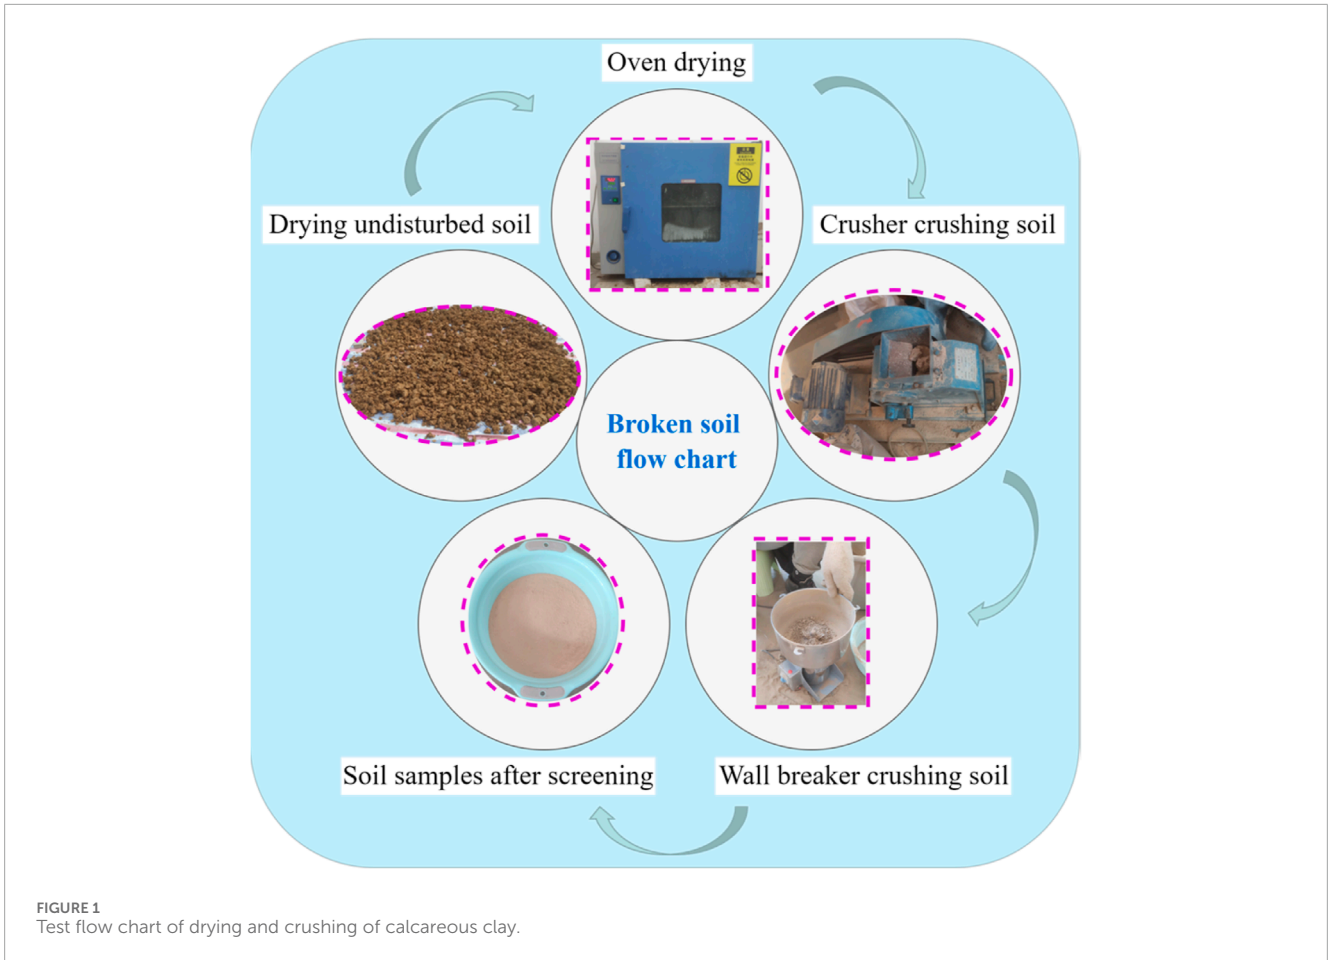 Oven drying
Drying undisturbed soil
Crusher crushing soil
Broken soil
flow chart
Soil samples after screening
Wall breaker crushing soil
FIGURE 1
Test flow chart of drying and crushing of calcareous clay.